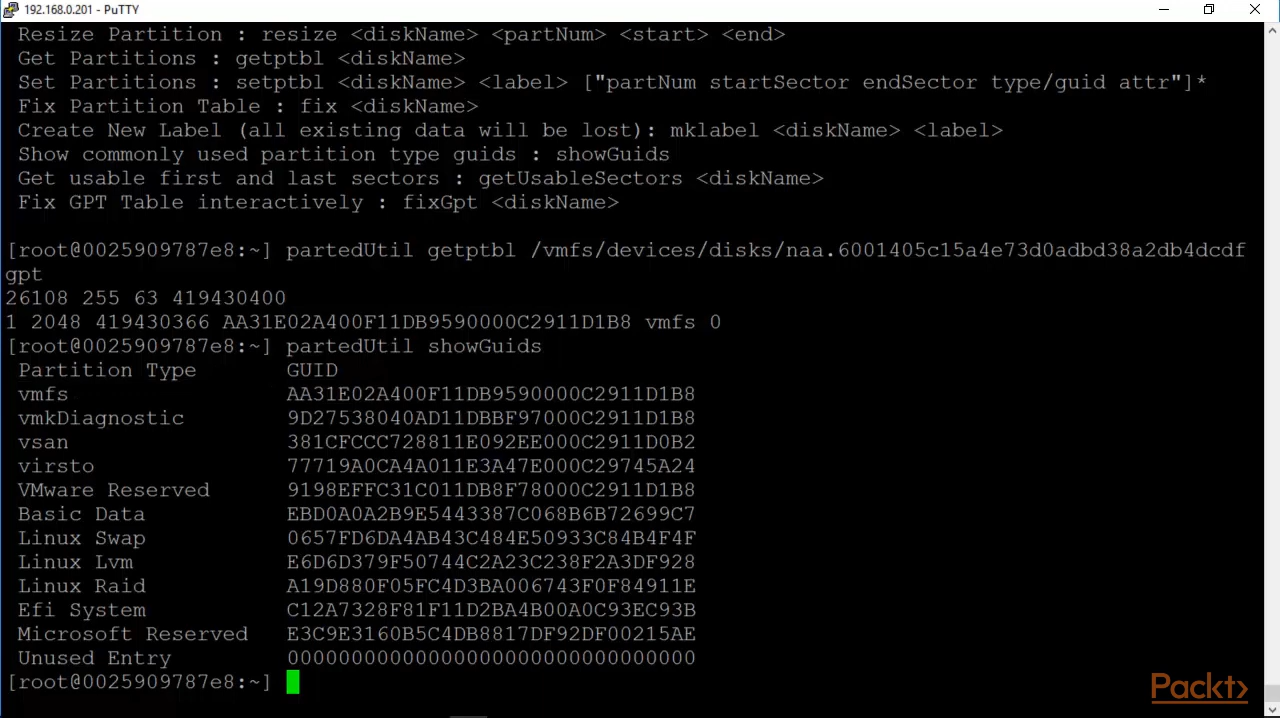 192.168.0.201 - PuTTY
Resize Partition : resize <diskName> <partNum> <start> <end>
Get Partitions : getptbl <diskName>
Set Partitions : setptbl <diskName> <label> ["partNum startSector endSector type/guid attr"]*
Fix Partition Table : fix <diskName>
Create New Label (all existing data will be lost): mklabel <diskName> <label>
Show commonly used partition type guids : showGuids
Get usable first and last sectors : getUsableSectors <diskName>
Fix GPT Table interactively : fixGpt <diskName>
[root@0025909787e8:~] partedUtil getptbl /vmfs/devices/disks/naa.6001405c15a4e73d0adbd38a2db4dcdf
gpt
26108 255 63 419430400
1 2048 419430366 AA31E02A400F11DB9590000C2911D1B8 vmfs 0
[root@0025909787e8:~] partedUtil showGuids
Partition Type GUID
vmfs AA31E02A400F11DB9590000C2911D1B8
vmkDiagnostic 9D27538040AD11DBBF97000C2911D1B8
vsan 381CFCCC728811E092EE000C2911D0B2
virsto 77719A0CA4A011E3A47E000C29745A24
VMware Reserved 9198EFFC31C011DB8F78000C2911D1B8
Basic Data EBD0A0A2B9E5443387C068B6B72699C7
Linux Swap 0657FD6DA4AB43C484E50933C84B4F4F
Linux Lvm E6D6D379F50744C2A23C238F2A3DF928
Linux Raid A19D880F05FC4D3BA006743F0F84911E
Efi System C12A7328F81F11D2BA4B00A0C93EC93B
Microsoft Reserved E3C9E3160B5C4DB8817DF92DF00215AE
Unused Entry 00000000000000000000000000000000
[root@0025909787e8:~]
Packt>